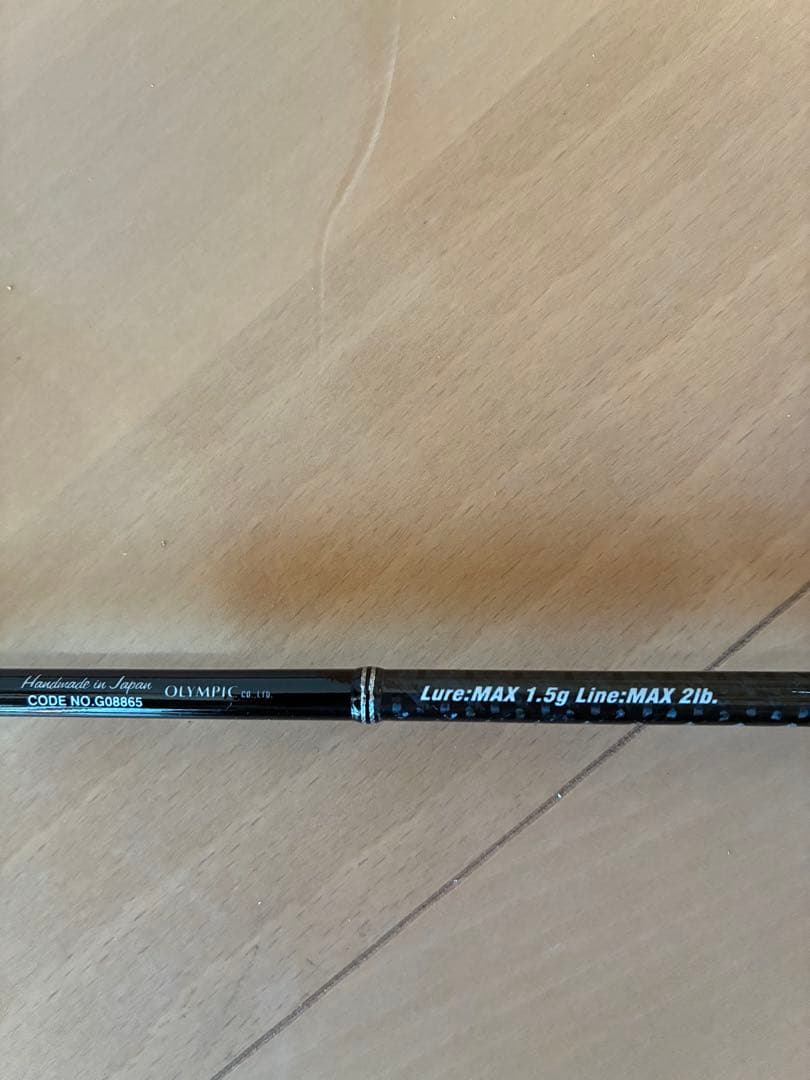 Handmade in Japan OLYMPIC CO.,LTD.
CODE NO.G08865
Lure:MAX 1.5g Line:MAX 2lb.